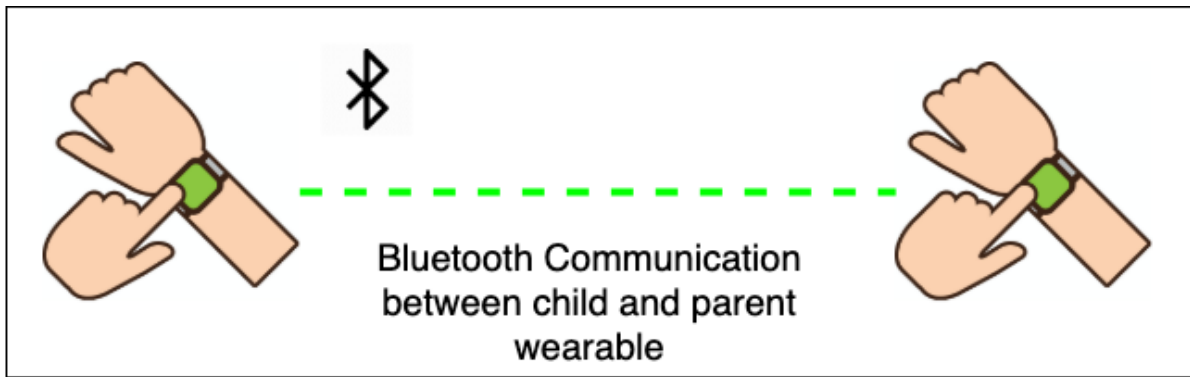 Bluetooth Communication
between child and parent
wearable